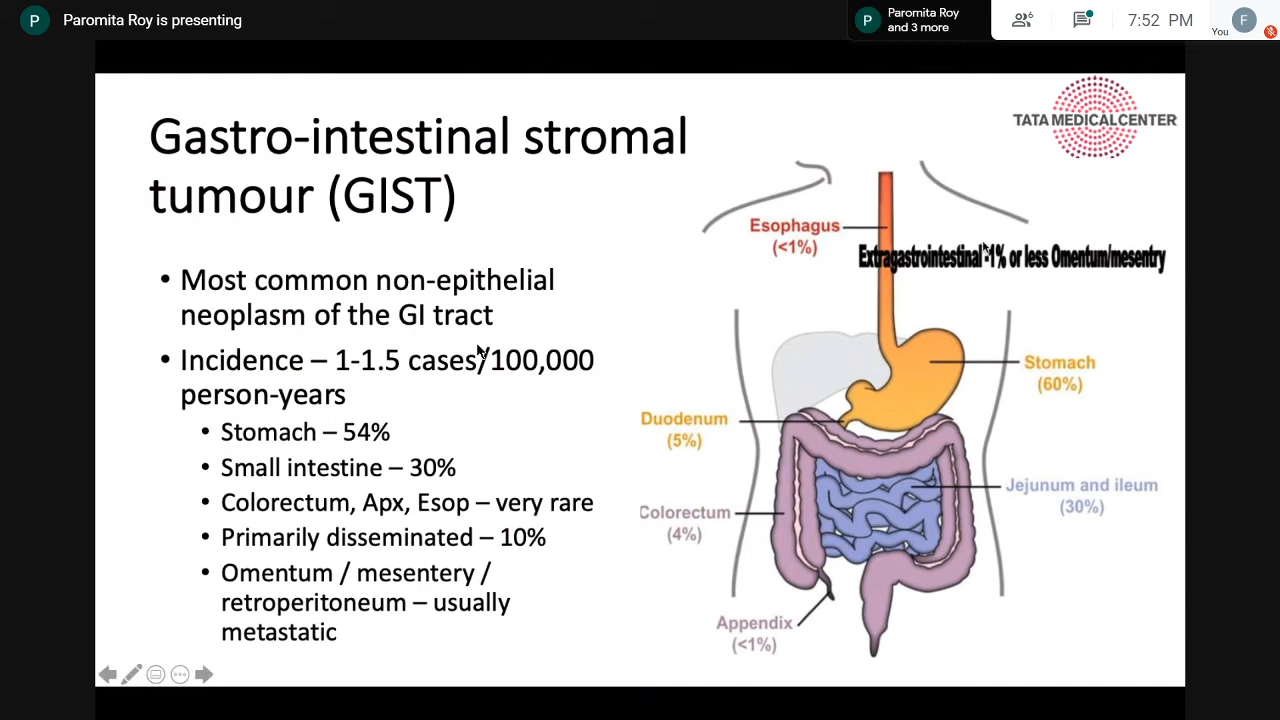 P Paromita Roy is presenting
P Paromita Roy
and 3 more
6
7:52 PM
You
F
Gastro-intestinal stromal
tumour (GIST)
TATA MEDICAL CENTER
• Most common non-epithelial
neoplasm of the GI tract
• Incidence – 1-1.5 cases/100,000
person-years
• Stomach – 54%
• Small intestine – 30%
• Colorectum, Apx, Esop – very rare
• Primarily disseminated – 10%
• Omentum / mesentery /
retroperitoneum – usually
metastatic
Esophagus
(<1%)
Extragastrointestinal -1% or less Omentum/mesentry
Stomach
(60%)
Duodenum
(5%)
Jejunum and ileum
(30%)
Colorectum
(4%)
Appendix
(<1%)